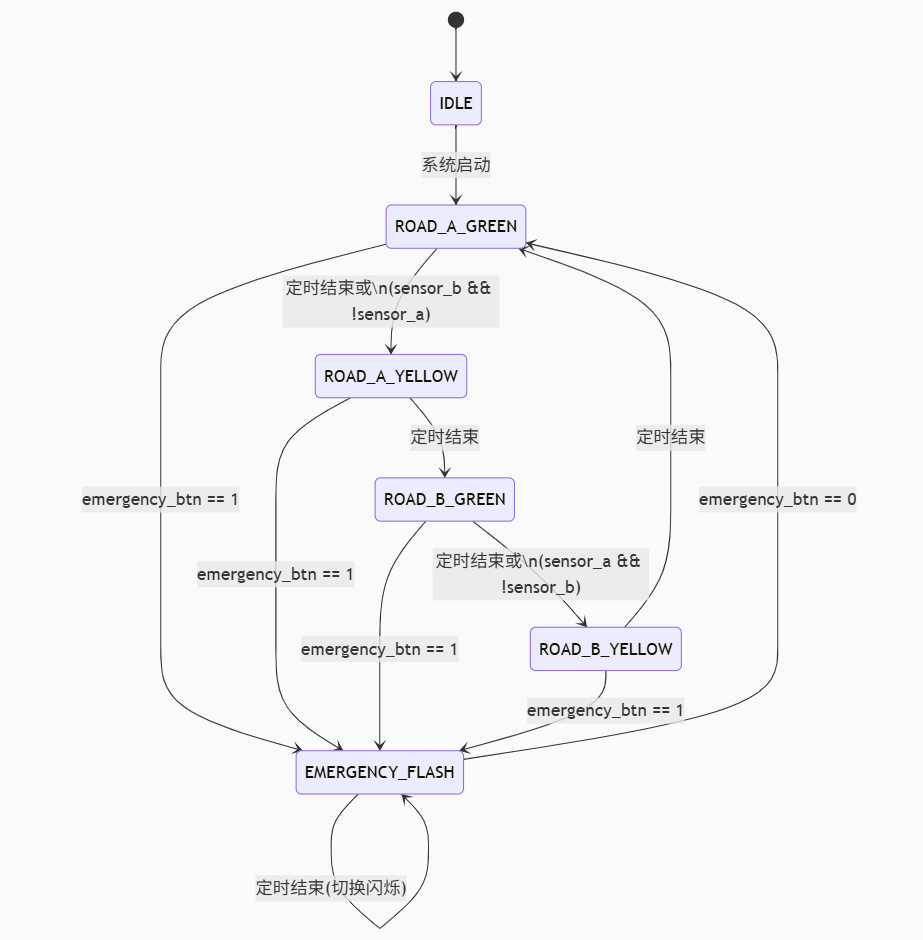 IDLE
系统启动
ROAD_A_GREEN
定时结束或\n(sensor_b &&
!sensor_a)
ROAD_A_YELLOW
定时结束
定时结束
ROAD_B_GREEN
emergency_btn == 1
emergency_btn == 0
定时结束或\n(sensor_a &&
!sensor_b)
emergency_btn == 1
emergency_btn == 1
ROAD_B_YELLOW
emergency_btn == 1
EMERGENCY_FLASH
定时结束(切换闪烁)